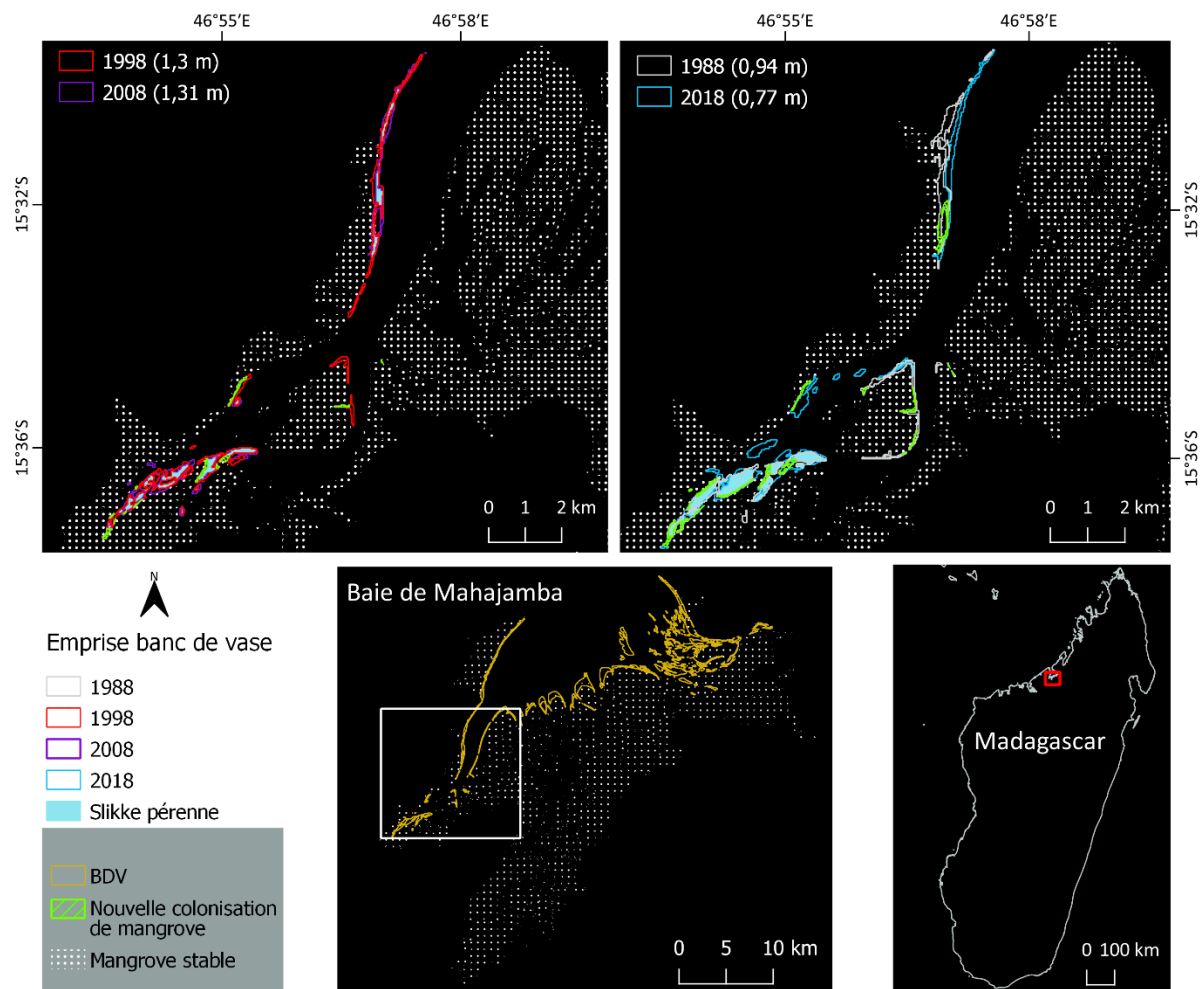 46°55′E
46°58′E
46°55′E
46°58′E
1998 (1,3 m)
2008 (1,31 m)
1988 (0,94 m)
2018 (0,77 m)
15°32′S
15°32′S
15°36′S
15°36′S
0 1 2 km
0 1 2 km
N
Emprise banc de vase
1988
1998
2008
2018
Slikke pérenne
BDV
Nouvelle colonisation
de mangrove
Mangrove stable
Baie de Mahajamba
0 5 10 km
Madagascar
0 100 km